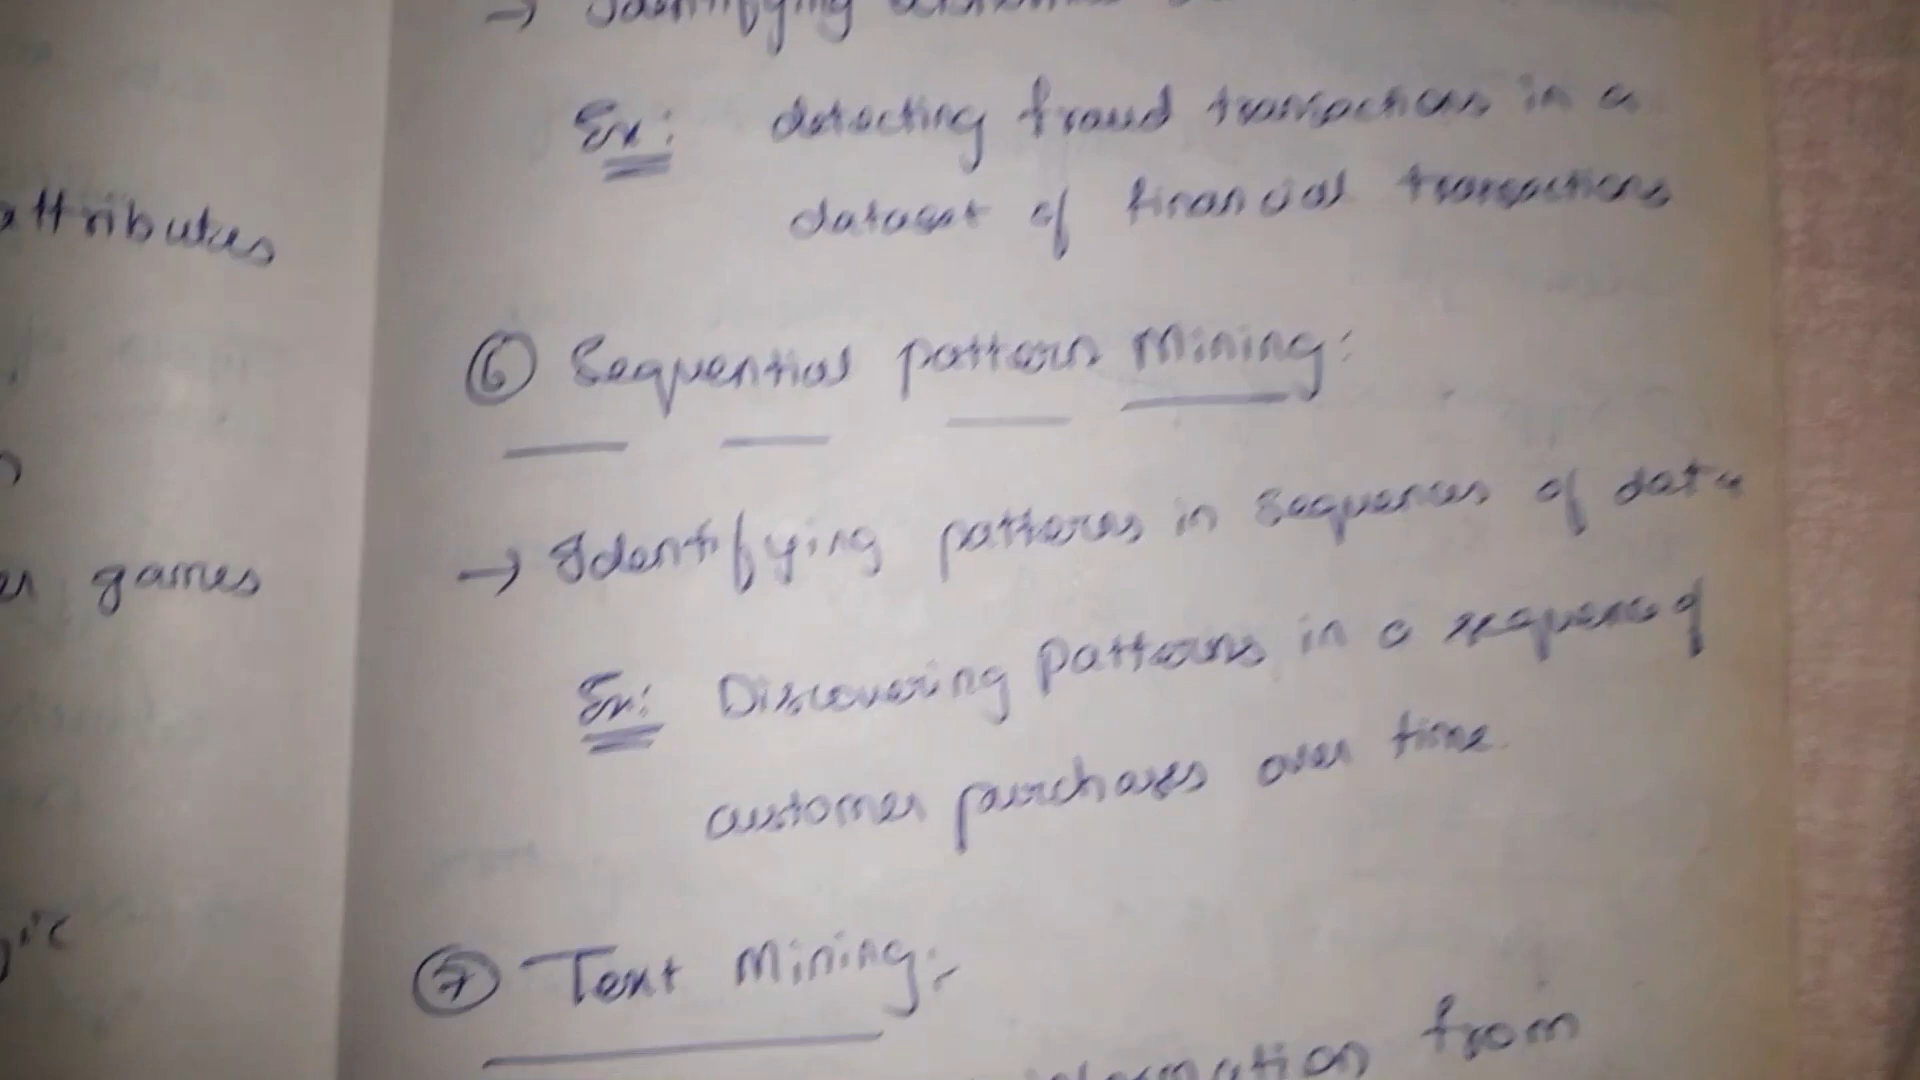 attributes
games
→ Identifying
Ex: detecting fraud transactions in a
dataset of financial transactions
⑥ Sequential pattern Mining:
→ Identifying patterns in sequences of data
Ex: Discovering patterns in a sequence of
customer purchases over time.
⑦ Text Mining:-
from